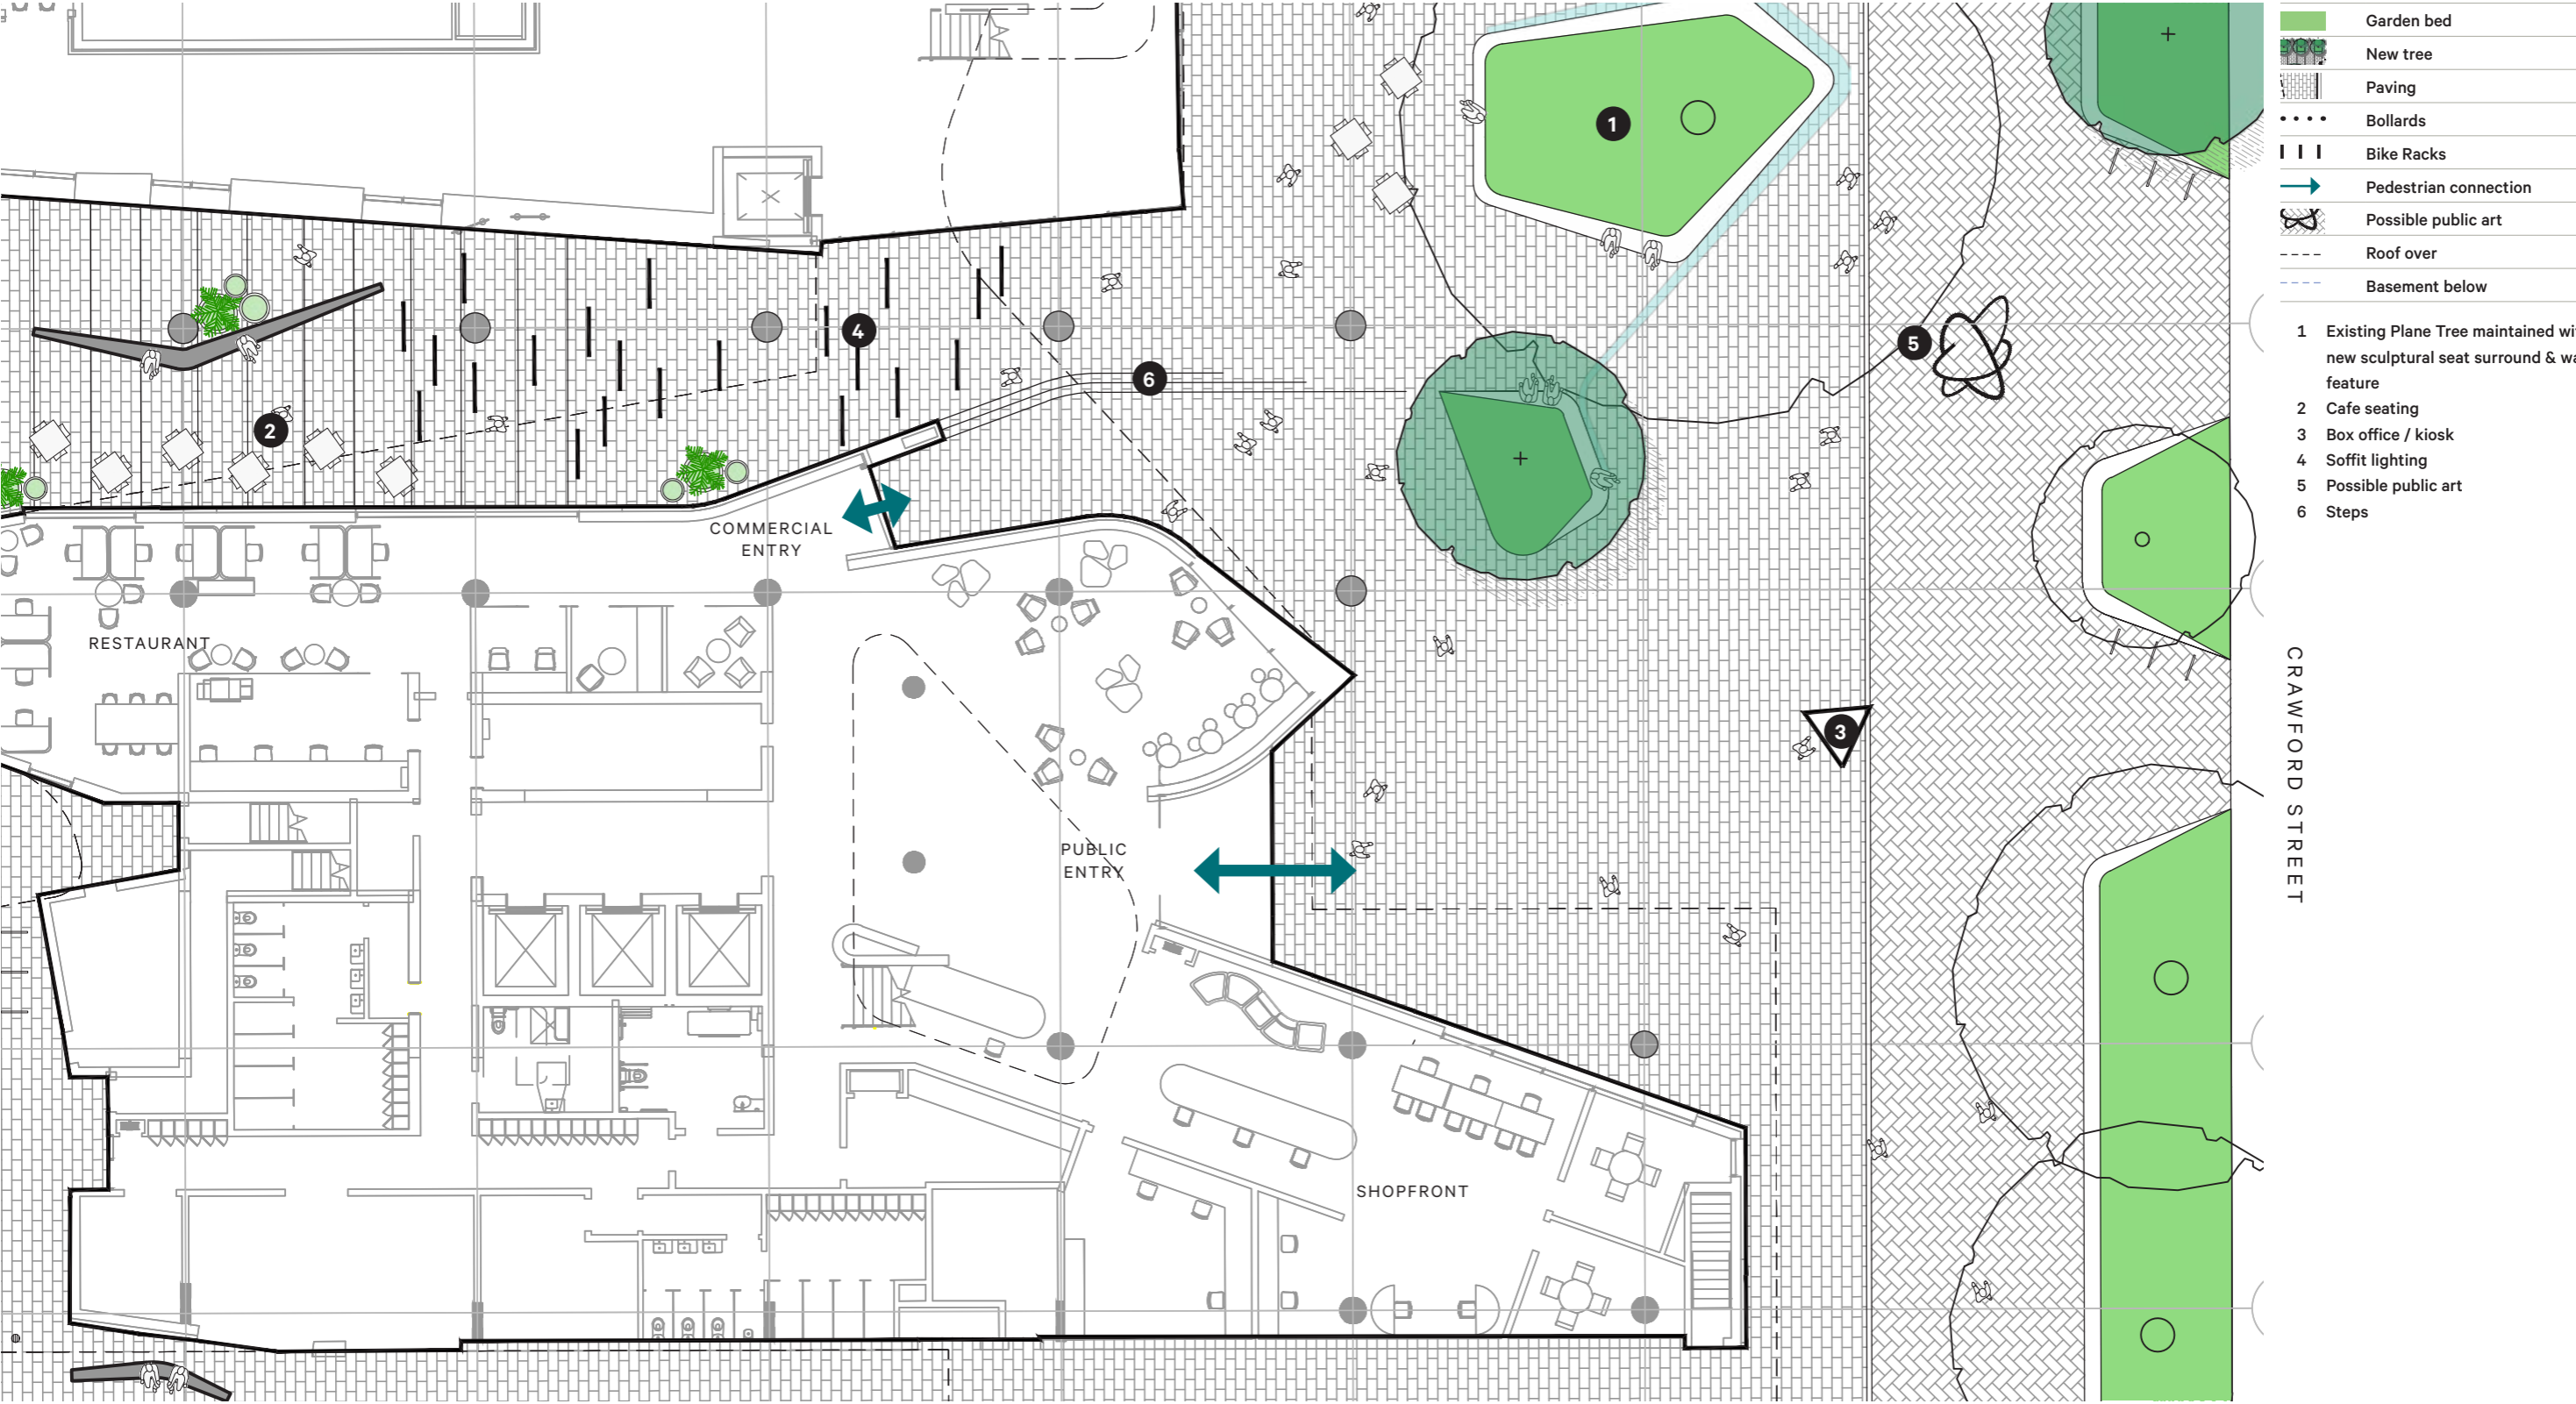 Garden bed
New tree
Paving
Bollards
Bike Racks
Pedestrian connection
Possible public art
Roof over
Basement below
1 Existing Plane Tree maintained
new sculptural seat surround &
feature
2 Cafe seating
3 Box office / kiosk
4 Soffit lighting
5 Possible public art
6 Steps
1
2
3
4
5
6
COMMERCIAL
ENTRY
RESTAURANT
PUBLIC
ENTRY
SHOPFRONT
CRAWFORD STREET